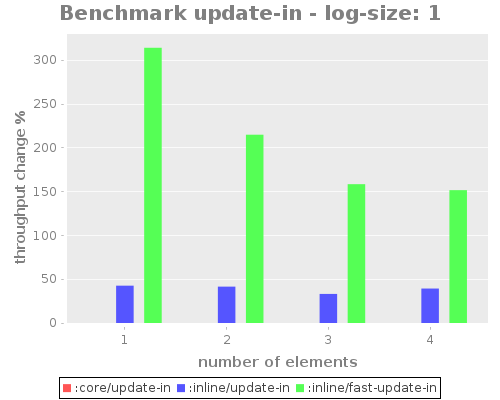 Benchmark update-in - log-size: 1
throughput change %
300
250
200
150
100
50
0
1 2 3 4
number of elements
:core/update-in :inline/update-in :inline/fast-update-in